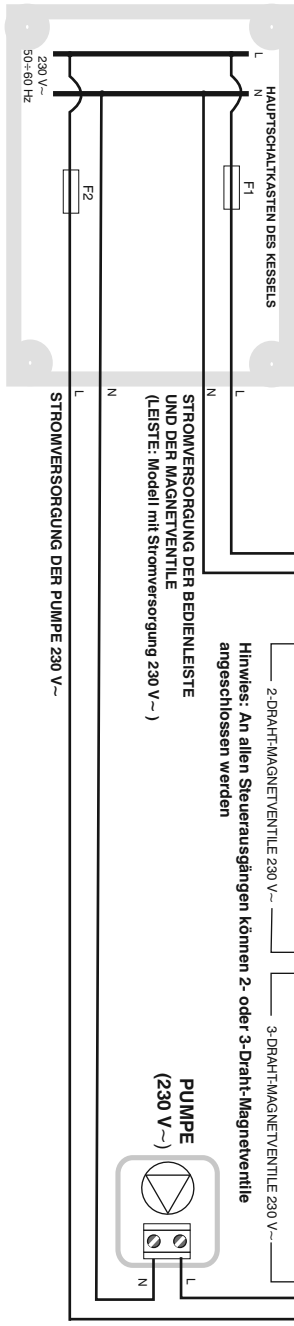 HAUPTSCHALTKASTEN DES KESSELS
L
N
F1
F2
230 V~
50÷60 Hz
L
N
STROMVERSORGUNG DER BEDIENLEISTE
UND DER MAGNETVENTILE
(LEISTE: Modell mit Stromversorgung 230 V~ )
N
L
STROMVERSORGUNG DER PUMPE 230 V~
2-DRAHT-MAGNETVENTILE 230 V~
3-DRAHT-MAGNETVENTILE 230 V~
Hinwies: An allen Steuerausgängen können 2- oder 3-Draht-Magnetventile
angeschlossen werden
PUMPE
(230 V~)
L
N